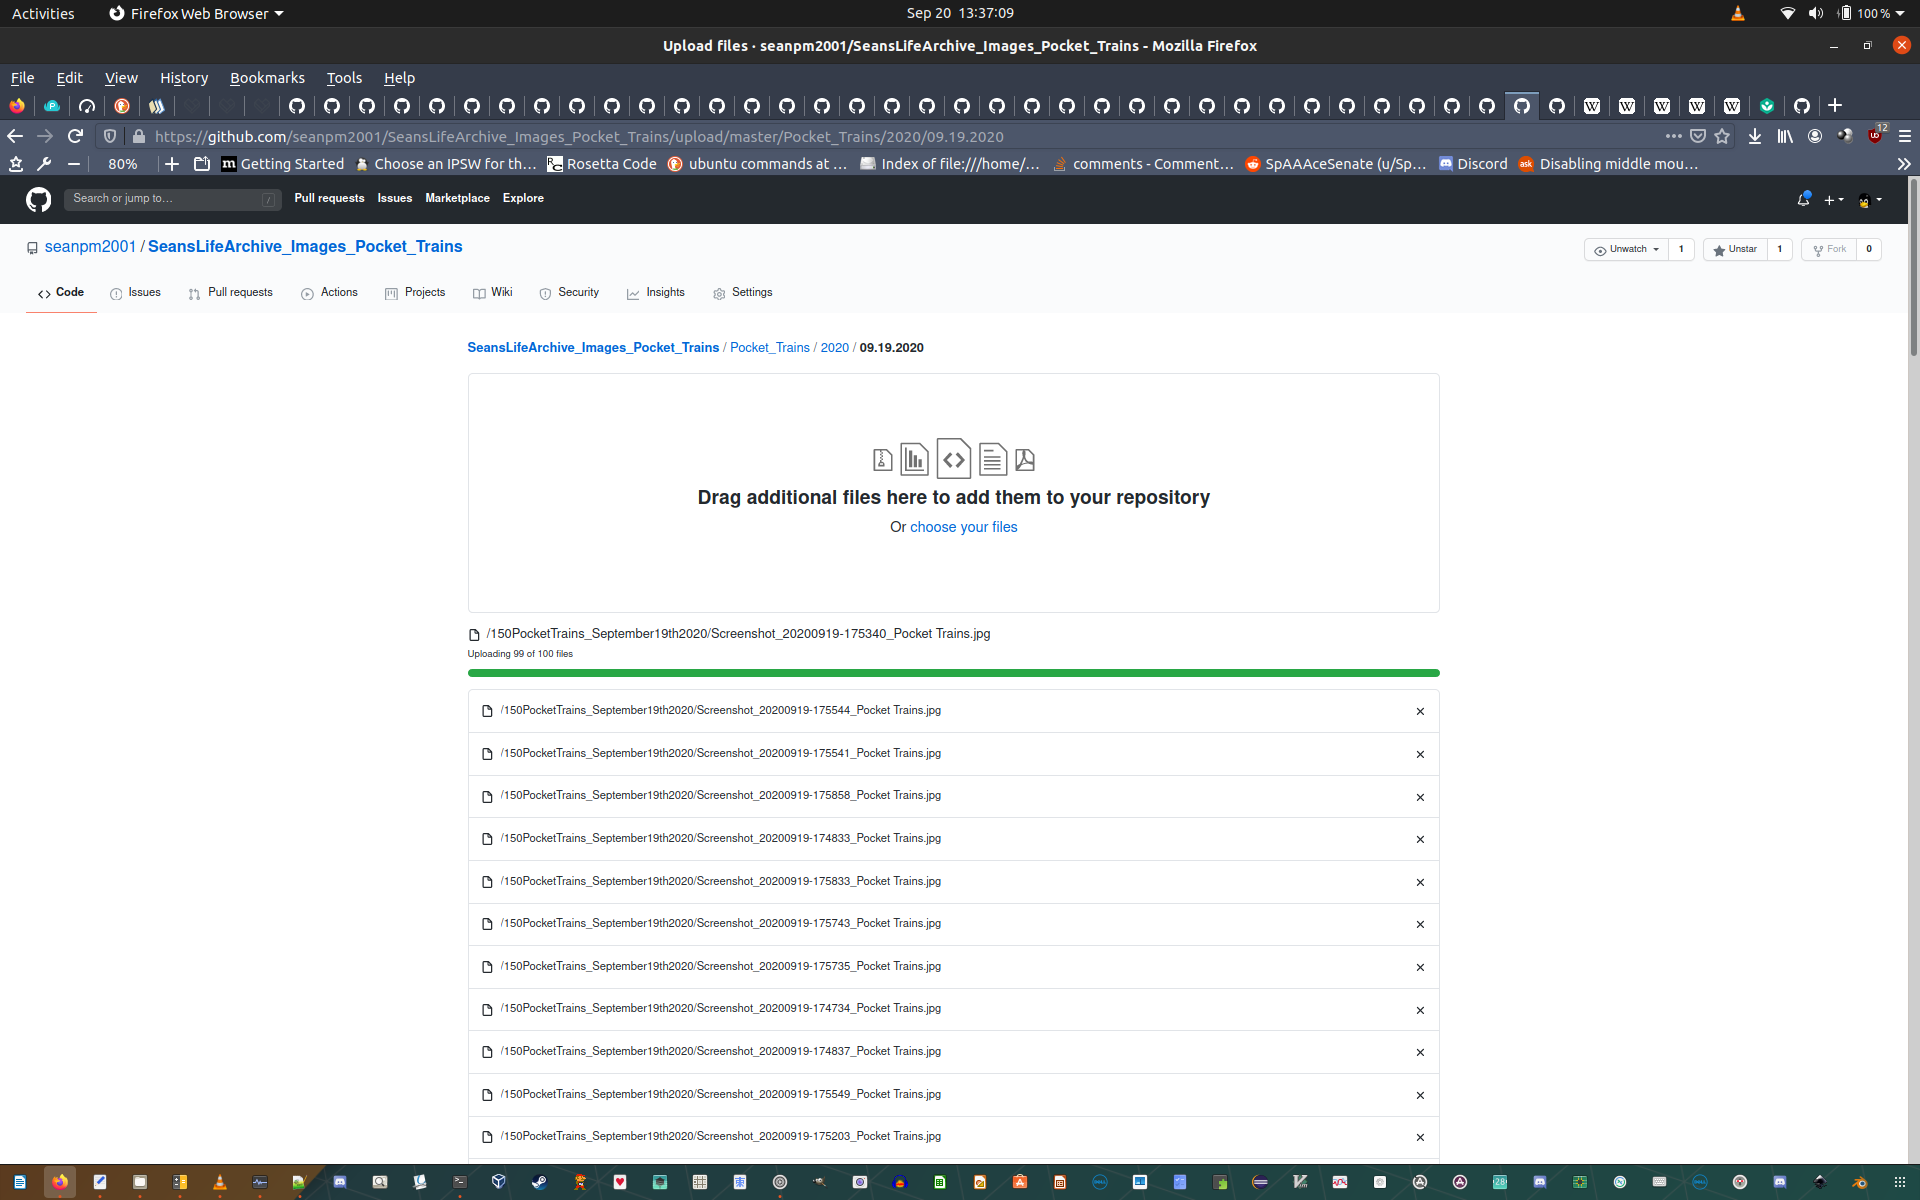 Activities Firefox Web Browser Sep 20 13:37:09 100 %
Upload files · seanpm2001/SeansLifeArchive_Images_Pocket_Trains - Mozilla Firefox
File Edit View History Bookmarks Tools Help
https://github.com/seanpm2001/SeansLifeArchive_Images_Pocket_Trains/upload/master/Pocket_Trains/2020/09.19.2020 12
80% Getting Started Choose an IPSW for th… Rosetta Code ubuntu commands at … Index of file:///home/… comments - Comment… SpAAAceSenate (u/Sp… Discord Disabling middle mou…
Search or jump to… / Pull requests Issues Marketplace Explore
seanpm2001 / SeansLifeArchive_Images_Pocket_Trains Unwatch 1 Unstar 1 Fork 0
Code Issues Pull requests Actions Projects Wiki Security Insights Settings
SeansLifeArchive_Images_Pocket_Trains / Pocket_Trains / 2020 / 09.19.2020
Drag additional files here to add them to your repository
Or choose your files
/150PocketTrains_September19th2020/Screenshot_20200919-175340_Pocket Trains.jpg
Uploading 99 of 100 files
/150PocketTrains_September19th2020/Screenshot_20200919-175544_Pocket Trains.jpg
/150PocketTrains_September19th2020/Screenshot_20200919-175541_Pocket Trains.jpg
/150PocketTrains_September19th2020/Screenshot_20200919-175858_Pocket Trains.jpg
/150PocketTrains_September19th2020/Screenshot_20200919-174833_Pocket Trains.jpg
/150PocketTrains_September19th2020/Screenshot_20200919-175833_Pocket Trains.jpg
/150PocketTrains_September19th2020/Screenshot_20200919-175743_Pocket Trains.jpg
/150PocketTrains_September19th2020/Screenshot_20200919-175735_Pocket Trains.jpg
/150PocketTrains_September19th2020/Screenshot_20200919-174734_Pocket Trains.jpg
/150PocketTrains_September19th2020/Screenshot_20200919-174837_Pocket Trains.jpg
/150PocketTrains_September19th2020/Screenshot_20200919-175549_Pocket Trains.jpg
/150PocketTrains_September19th2020/Screenshot_20200919-175203_Pocket Trains.jpg